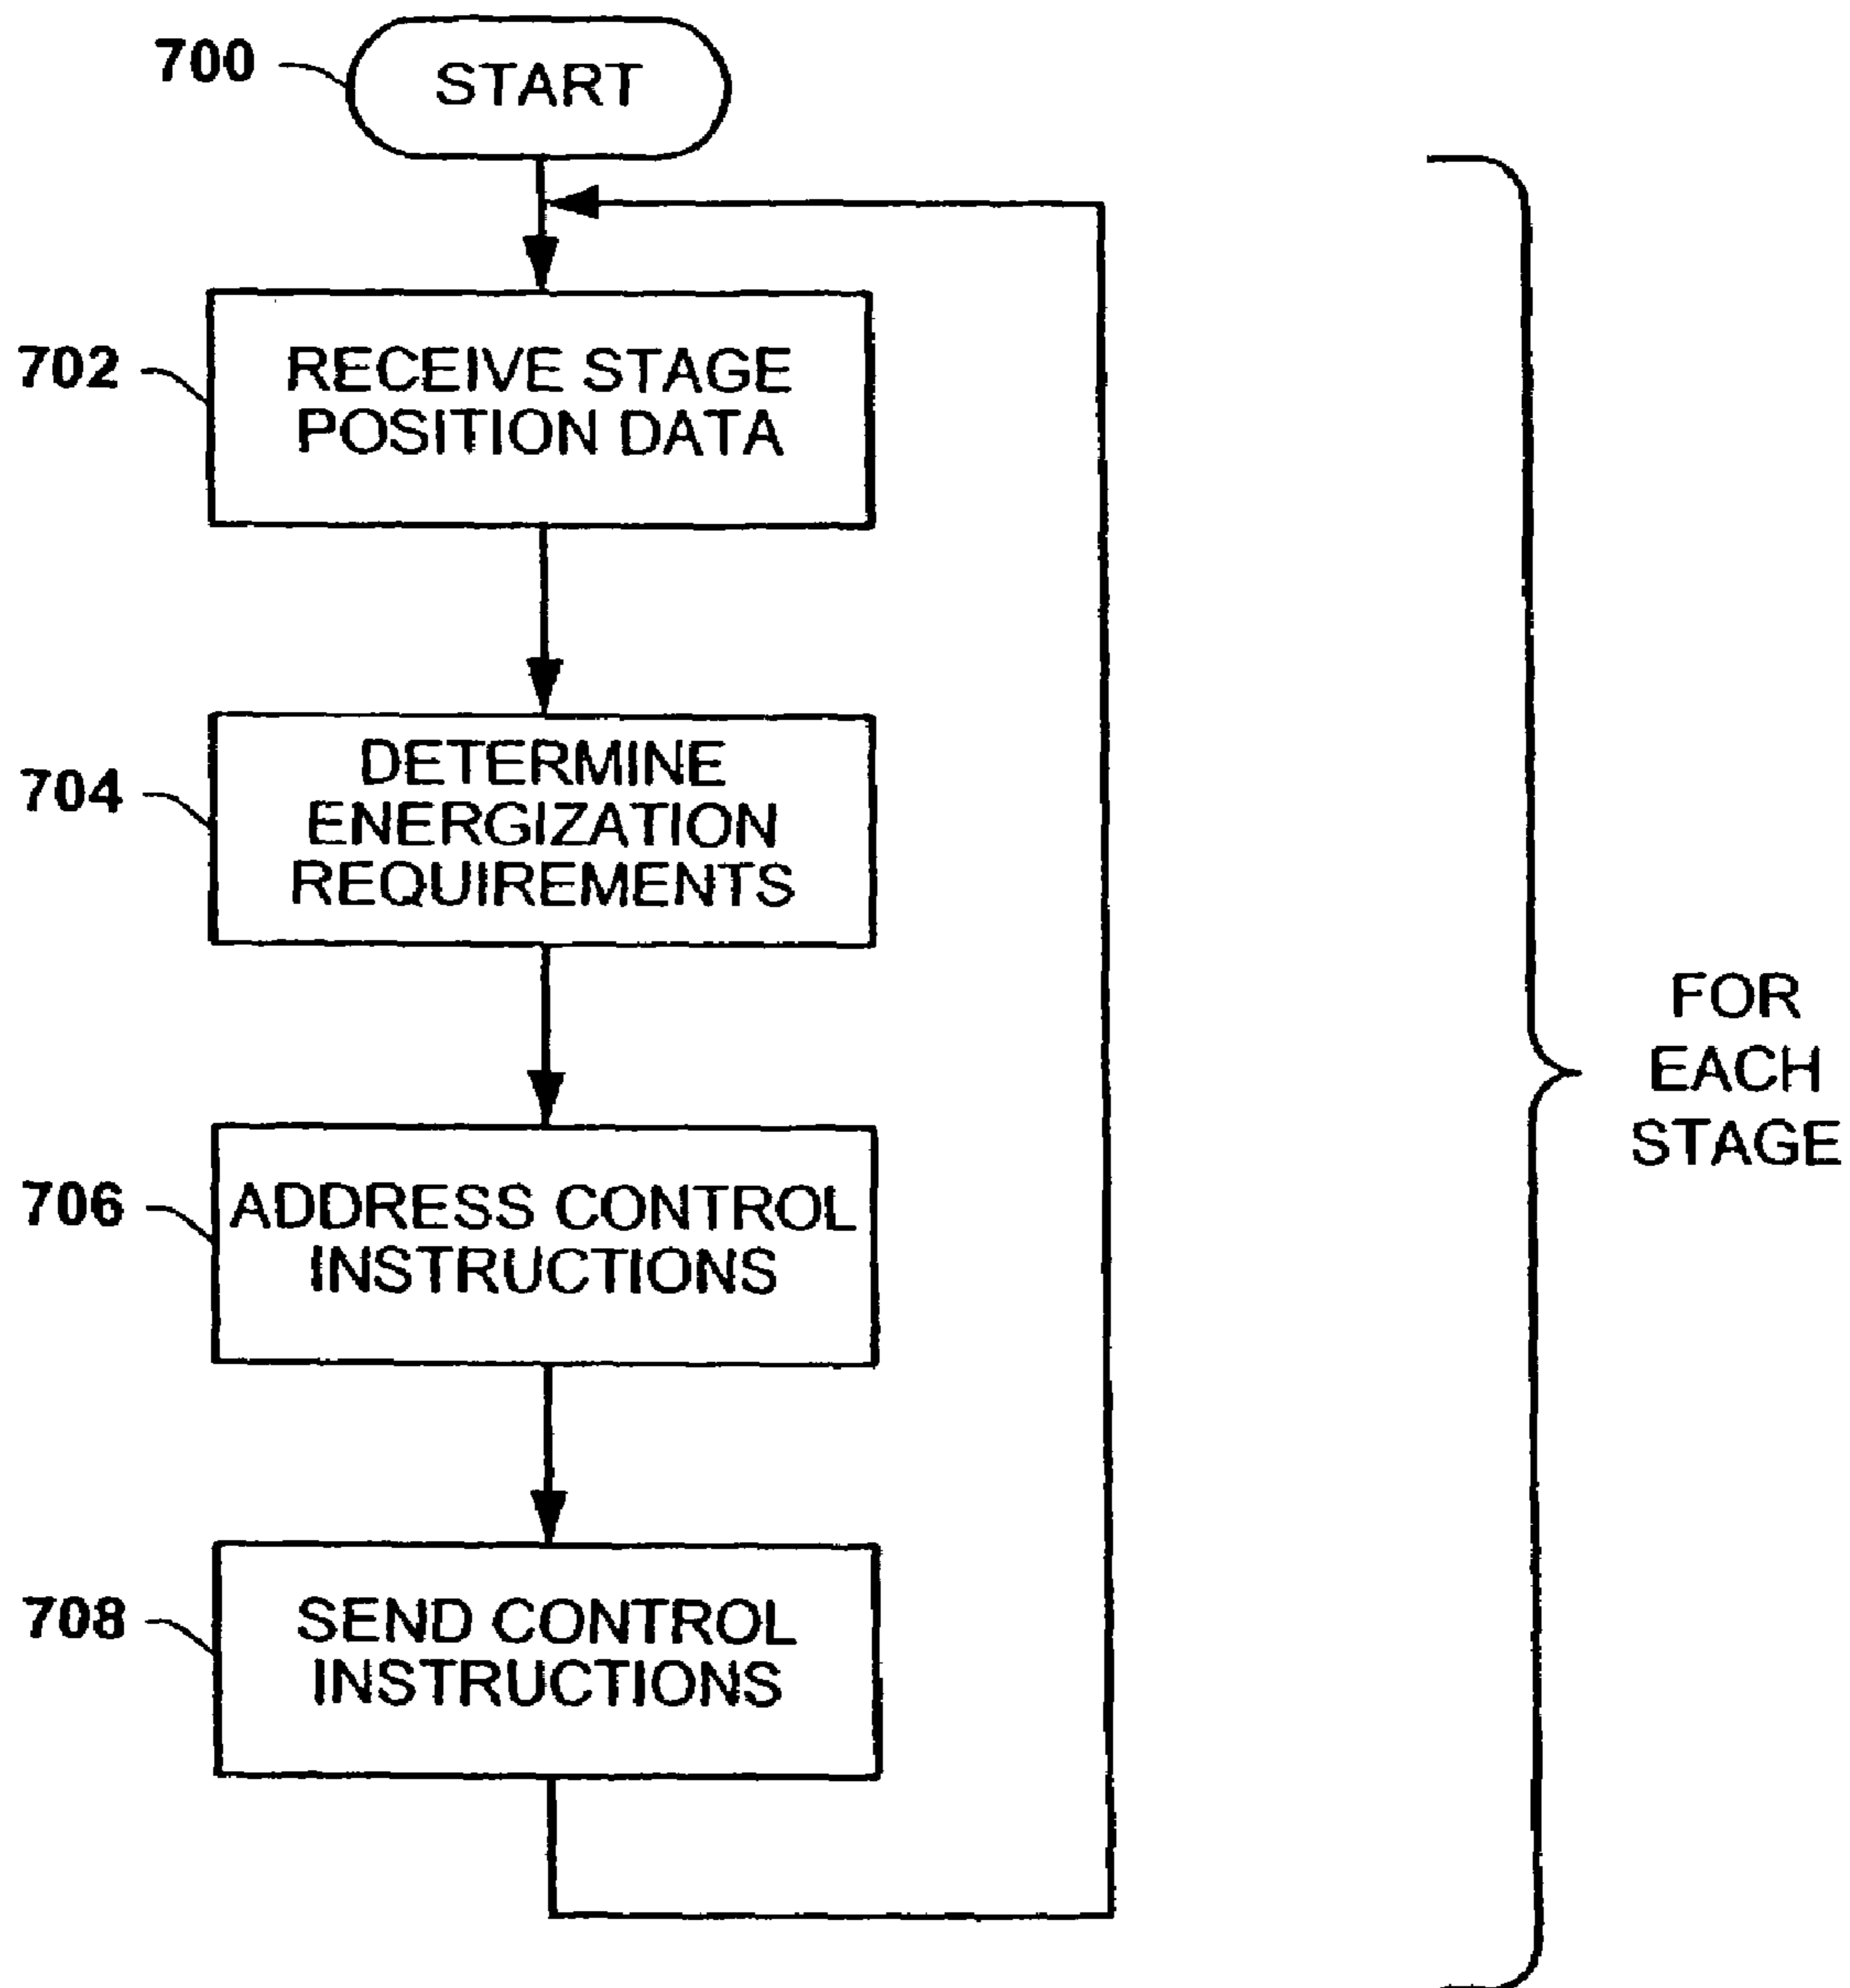 700
START
702
RECEIVE STAGE
POSITION DATA
704
DETERMINE
ENERGIZATION
REQUIREMENTS
706
ADDRESS CONTROL
INSTRUCTIONS
708
SEND CONTROL
INSTRUCTIONS
FOR
EACH
STAGE